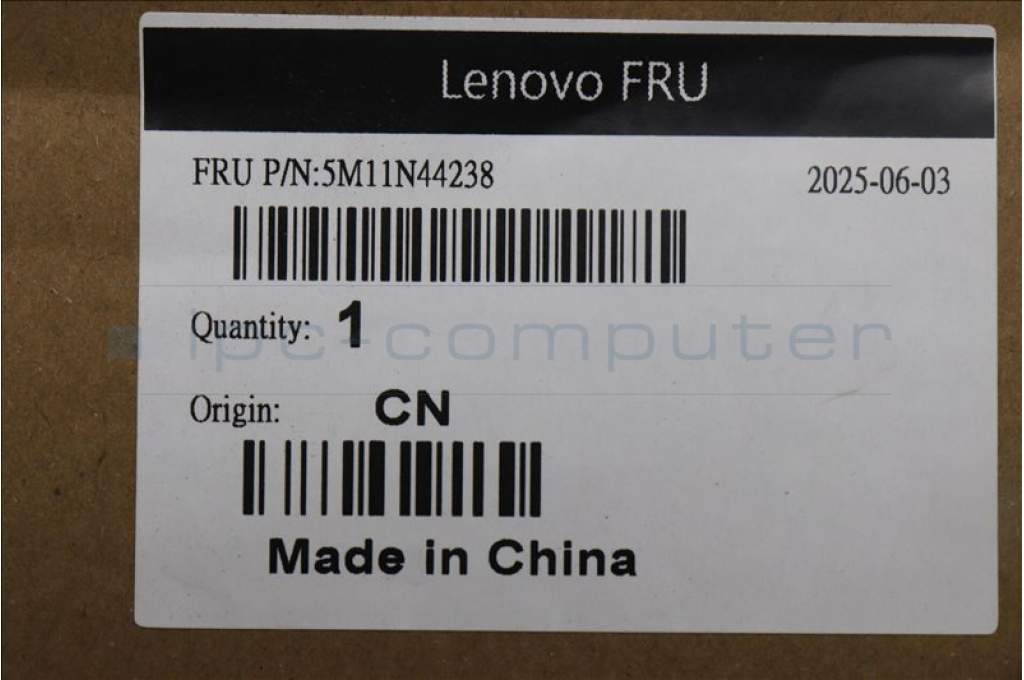 Lenovo FRU
FRU P/N:5M11N44238
2025-06-03
Quantity: 1
ipc-computer
Origin: CN
Made in China